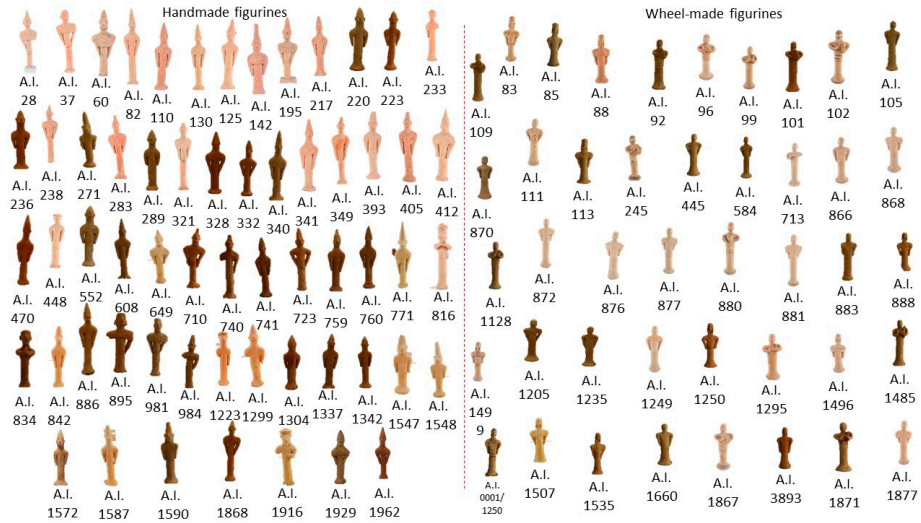 Handmade figurines
A.I. 28
A.I. 37
A.I. 60
A.I. 82
A.I. 110
A.I. 130
A.I. 125
A.I. 142
A.I. 195
A.I. 217
A.I. 220
A.I. 223
A.I. 233
A.I. 236
A.I. 238
A.I. 271
A.I. 283
A.I. 289
A.I. 321
A.I. 328
A.I. 332
A.I. 340
A.I. 341
A.I. 349
A.I. 393
A.I. 405
A.I. 412
A.I. 470
A.I. 448
A.I. 552
A.I. 608
A.I. 649
A.I. 710
A.I. 740
A.I. 741
A.I. 723
A.I. 759
A.I. 760
A.I. 771
A.I. 816
A.I. 834
A.I. 842
A.I. 886
A.I. 895
A.I. 981
A.I. 984
A.I. 1223
A.I. 1299
A.I. 1304
A.I. 1337
A.I. 1342
A.I. 1547
A.I. 1548
A.I. 1572
A.I. 1587
A.I. 1590
A.I. 1868
A.I. 1916
A.I. 1929
A.I. 1962
Wheel-made figurines
A.I. 109
A.I. 83
A.I. 85
A.I. 88
A.I. 92
A.I. 96
A.I. 99
A.I. 101
A.I. 102
A.I. 105
A.I. 870
A.I. 111
A.I. 113
A.I. 245
A.I. 445
A.I. 584
A.I. 713
A.I. 866
A.I. 868
A.I. 1128
A.I. 872
A.I. 876
A.I. 877
A.I. 880
A.I. 881
A.I. 883
A.I. 888
A.I. 149
9
A.I. 1205
A.I. 1235
A.I. 1249
A.I. 1250
A.I. 1295
A.I. 1496
A.I. 1485
A.I. 0001/
1250
A.I. 1507
A.I. 1535
A.I. 1660
A.I. 1867
A.I. 3893
A.I. 1871
A.I. 1877